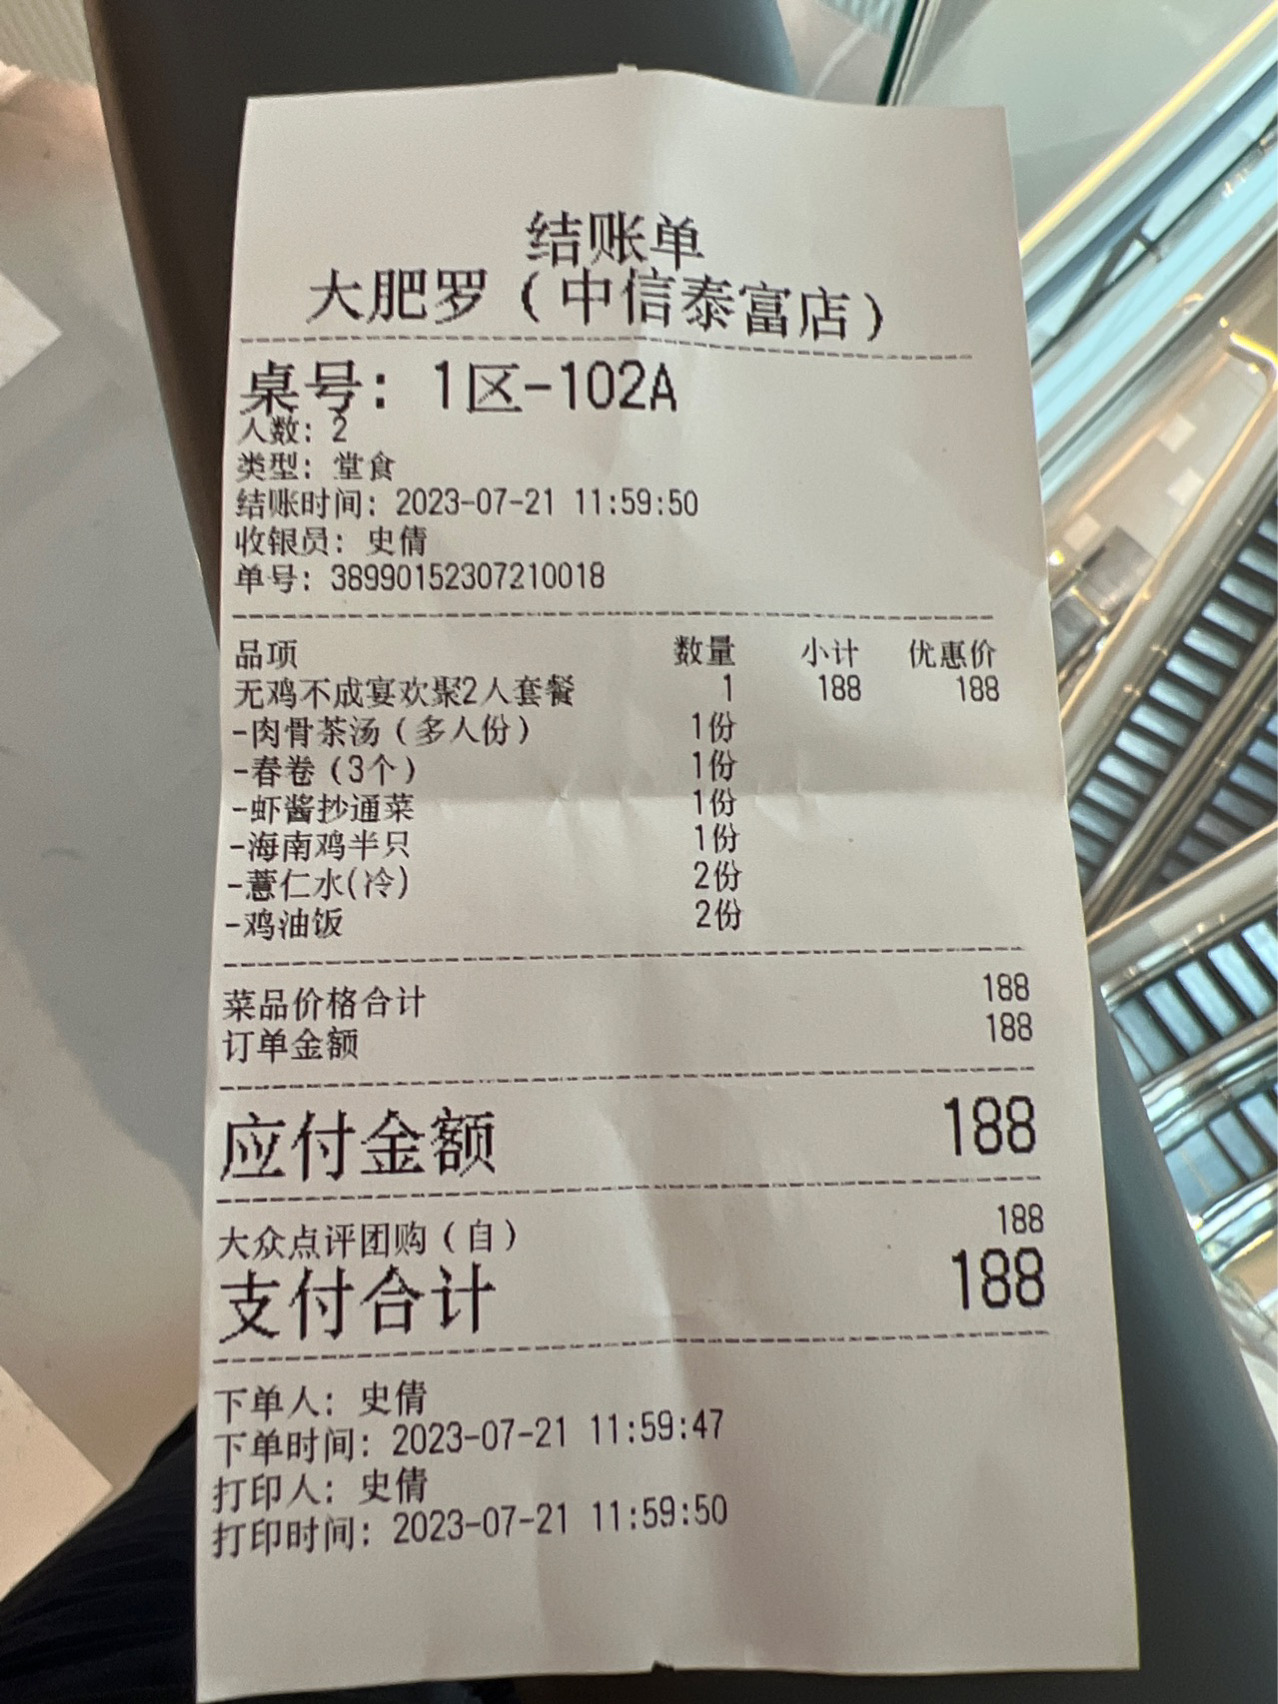 结账单
大肥罗（中信泰富店）
桌号：1区-102A
人数：2
类型：堂食
结账时间：2023-07-21 11:59:50
收银员：史倩
单号：38990152307210018
品项 数量 小计 优惠价
无鸡不成宴欢聚2人套餐 1 188 188
-肉骨茶汤（多人份） 1份
-春卷（3个） 1份
-虾酱抄通菜 1份
-海南鸡半只 1份
-薏仁水(冷) 2份
-鸡油饭 2份
菜品价格合计 188
订单金额 188
应付金额 188
大众点评团购（自） 188
支付合计 188
下单人：史倩
下单时间：2023-07-21 11:59:47
打印人：史倩
打印时间：2023-07-21 11:59:50